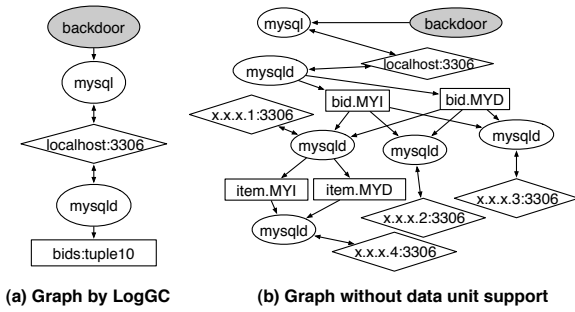 backdoor
mysql
localhost:3306
mysqld
bids:tuple10
(a) Graph by LogGC
mysql
backdoor
localhost:3306
mysqld
bid.MYI
bid.MYD
x.x.x.1:3306
mysqld
mysqld
mysqld
item.MYI
item.MYD
x.x.x.3:3306
x.x.x.2:3306
mysqld
x.x.x.4:3306
(b) Graph without data unit support